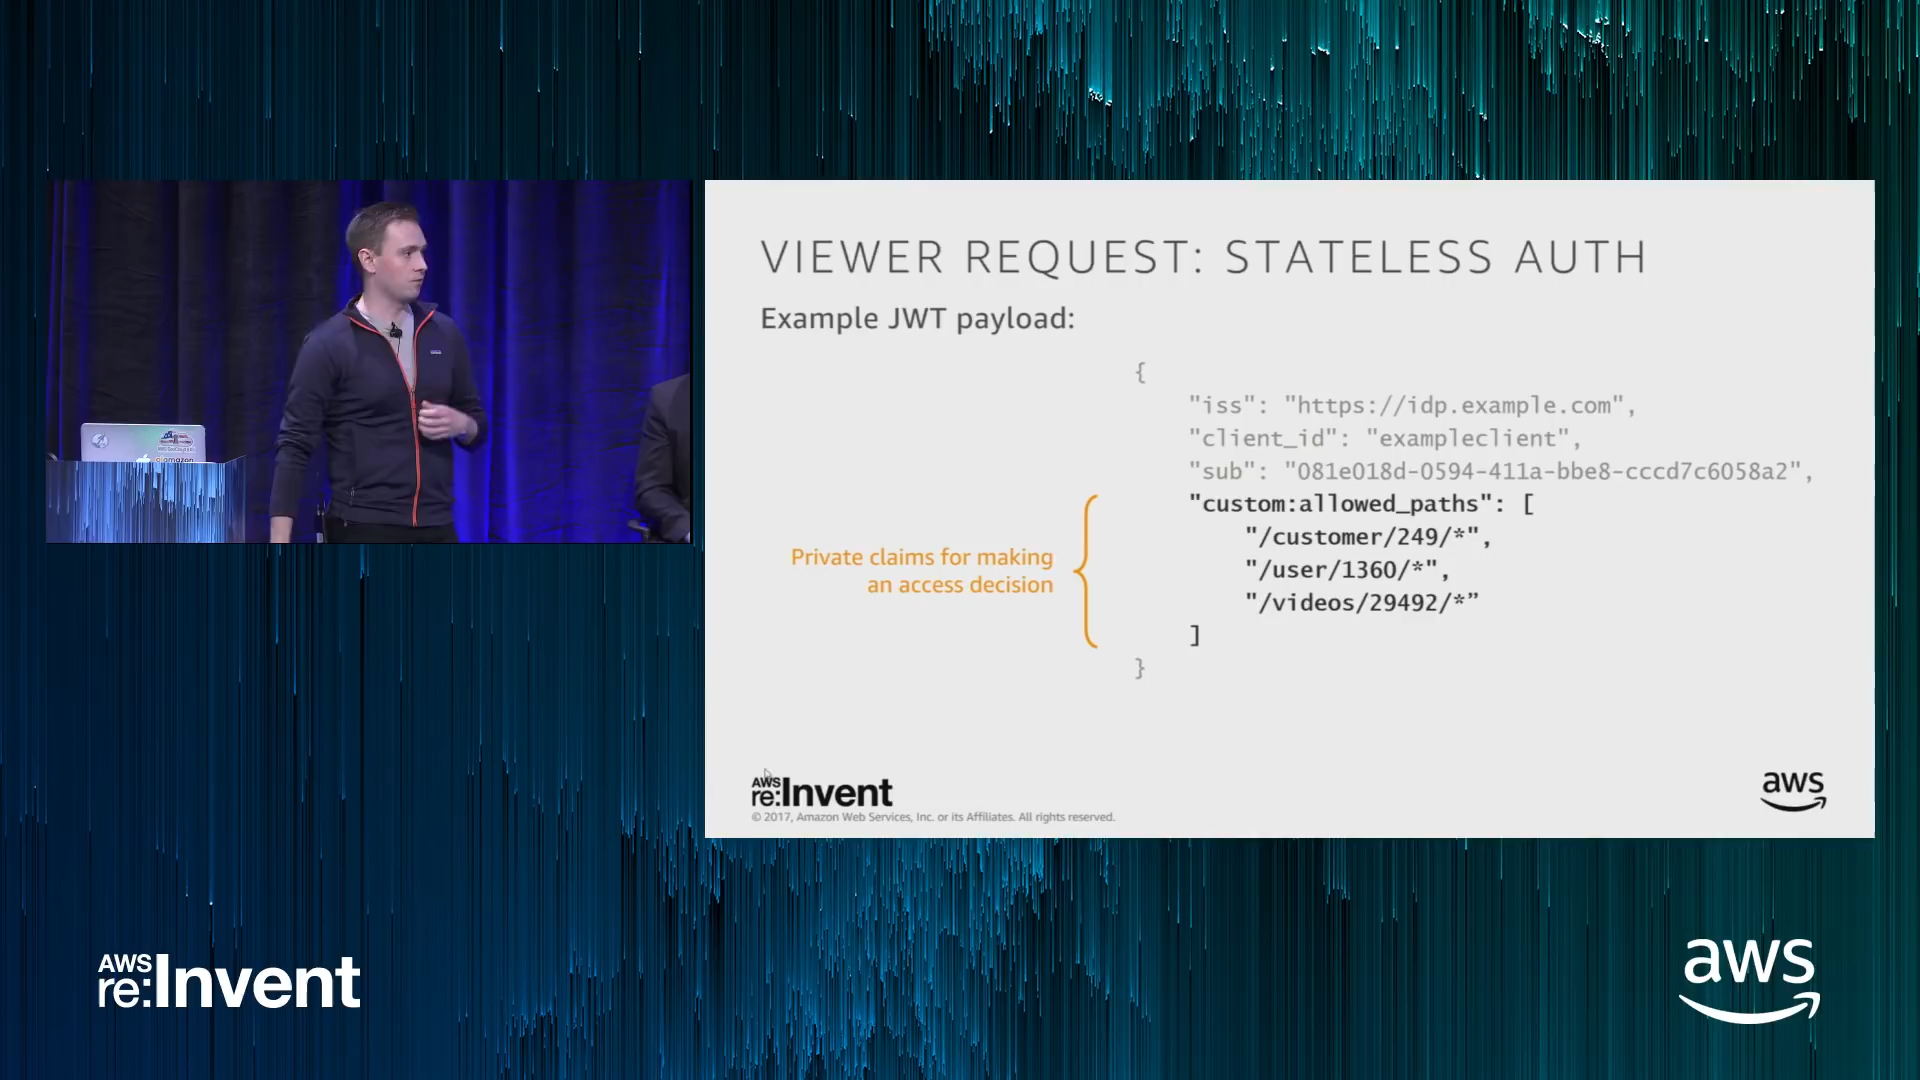 VIEWER REQUEST: STATELESS AUTH
Example JWT payload:
{
"iss": "https://idp.example.com",
"client_id": "exampleclient",
"sub": "081e018d-0594-411a-bbe8-cccd7c6058a2",
"custom:allowed_paths": [
"/customer/249/*",
"/user/1360/*",
"/videos/29492/*”
]
}
Private claims for making
an access decision
AWS
re:Invent
© 2017, Amazon Web Services, Inc. or its Affiliates. All rights reserved.
aws
AWS
re:Invent
aws